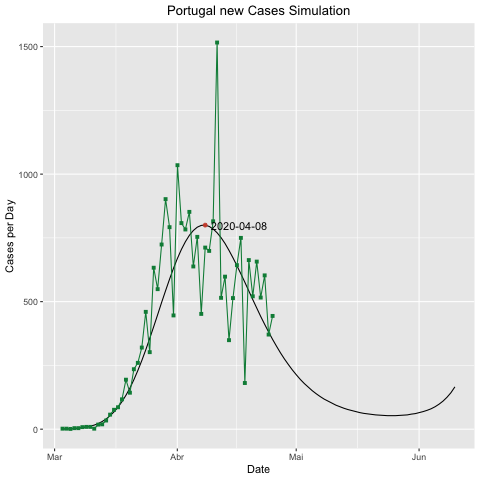 Portugal new Cases Simulation
1500
1000
500
0
Cases per Day
2020-04-08
Mar
Abr
Mai
Jun
Date